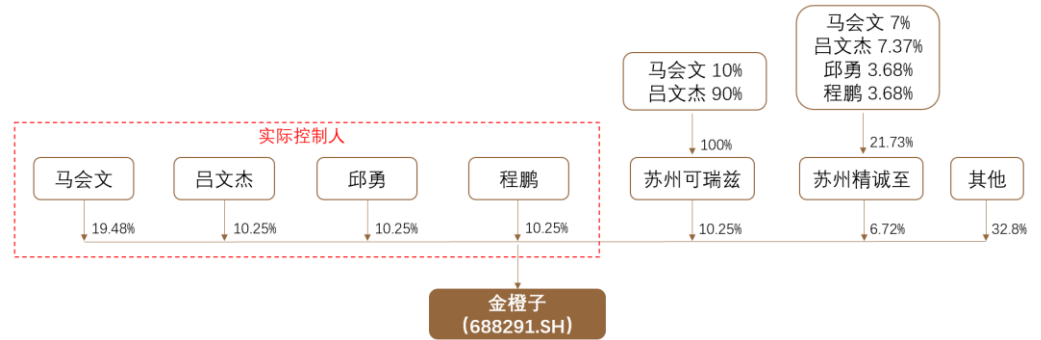 马会文 7%
吕文杰 7.37%
邱勇 3.68%
程鹏 3.68%
马会文 10%
吕文杰 90%
实际控制人
100%
21.73%
马会文
吕文杰
邱勇
程鹏
苏州可瑞兹
苏州精诚至
其他
19.48%
10.25%
10.25%
10.25%
10.25%
6.72%
32.8%
金橙子
(688291.SH)